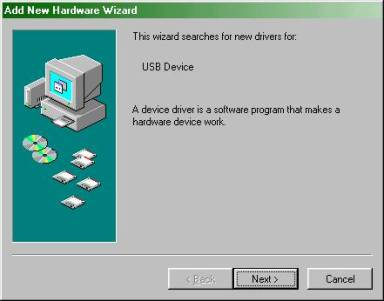 Add New Hardware Wizard
This wizard searches for new drivers for:
USB Device
A device driver is a software program that makes a
hardware device work.
< Back
Next >
Cancel